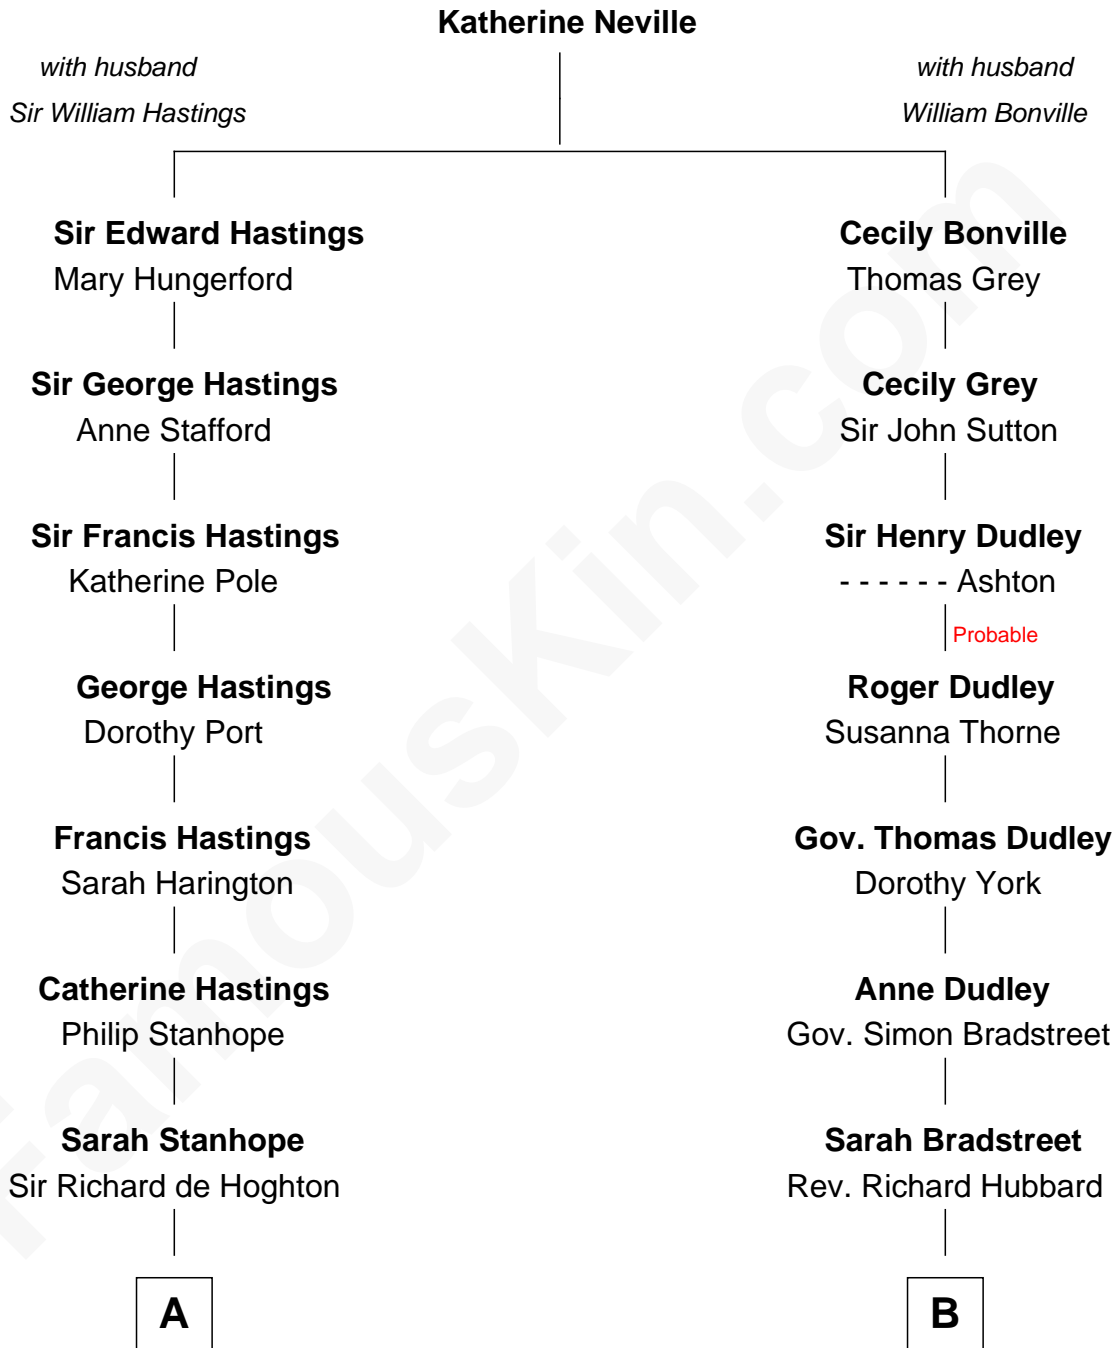 Katherine Neville
with husband
Sir William Hastings
with husband
William Bonville
Sir Edward Hastings
Mary Hungerford
Cecily Bonville
Thomas Grey
Sir George Hastings
Anne Stafford
Cecily Grey
Sir John Sutton
Sir Francis Hastings
Katherine Pole
Sir Henry Dudley
- - - - - - Ashton
Probable
George Hastings
Dorothy Port
Roger Dudley
Susanna Thorne
Francis Hastings
Sarah Harington
Gov. Thomas Dudley
Dorothy York
Catherine Hastings
Philip Stanhope
Anne Dudley
Gov. Simon Bradstreet
Sarah Stanhope
Sir Richard de Hoghton
Sarah Bradstreet
Rev. Richard Hubbard
A
B
FamousKin.com